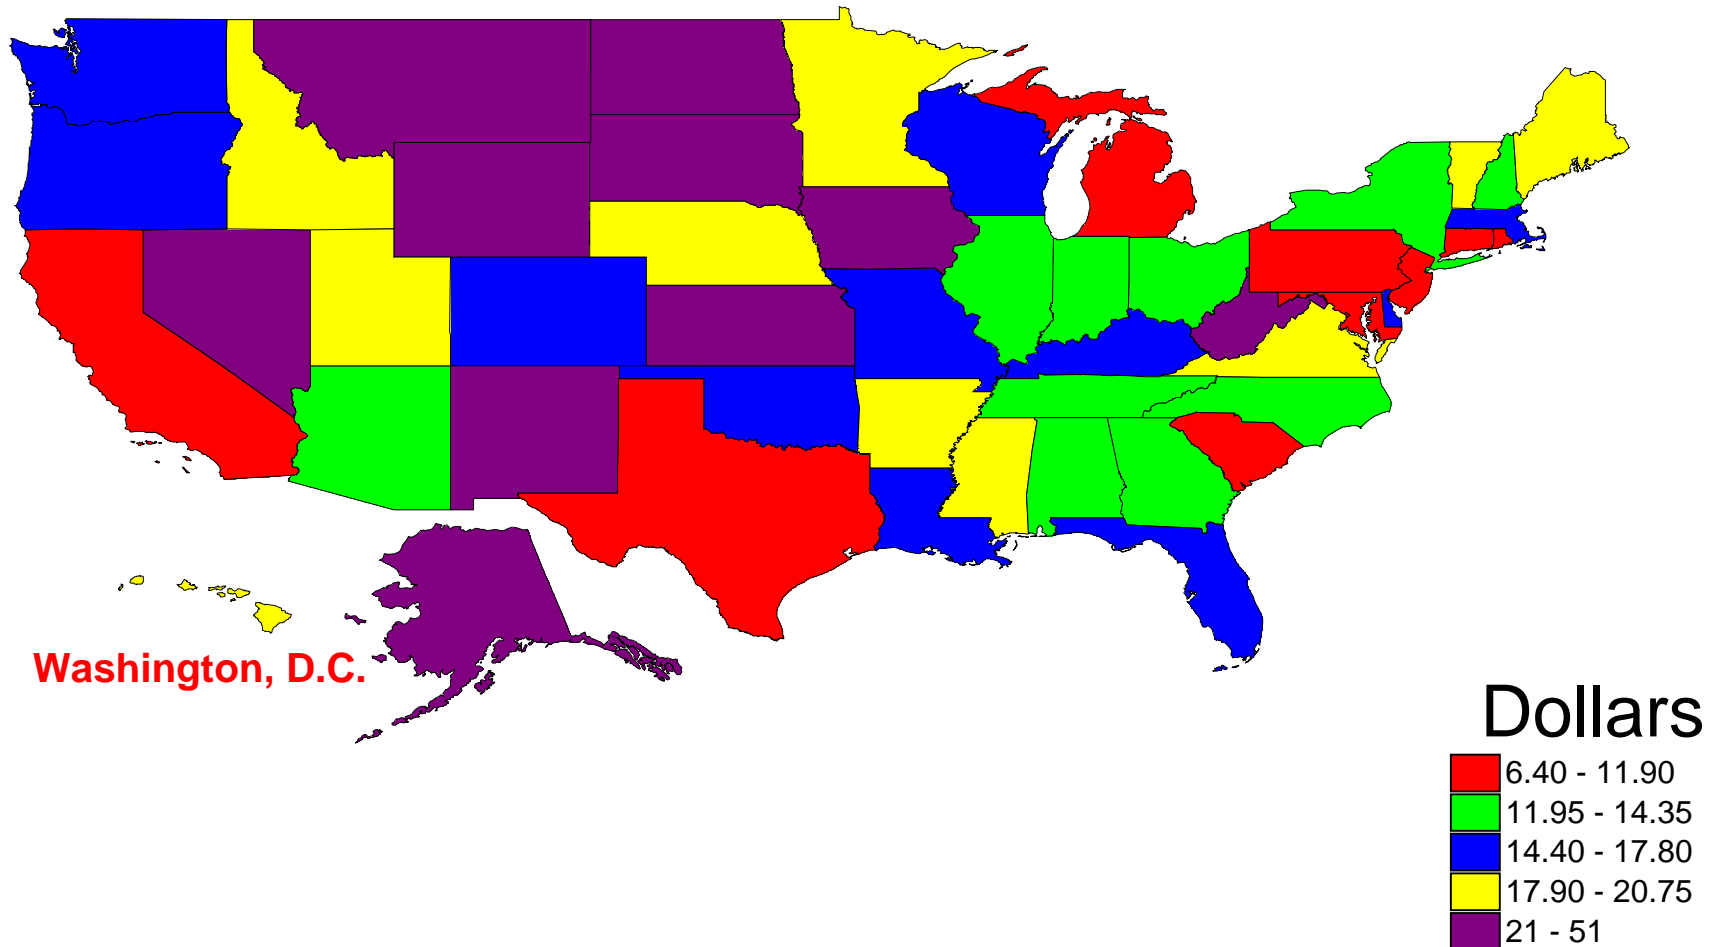 Washington, D.C.
Dollars
6.40 - 11.90
11.95 - 14.35
14.40 - 17.80
17.90 - 20.75
21 - 51